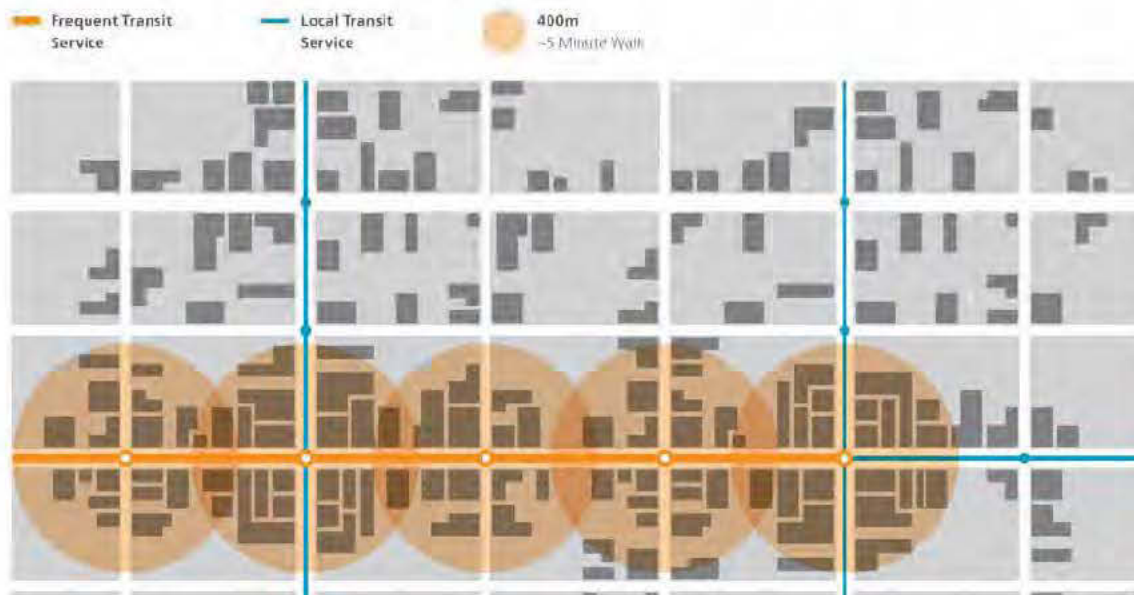 Frequent Transit
Service
Local Transit
Service
400m
~5 Minute Walk